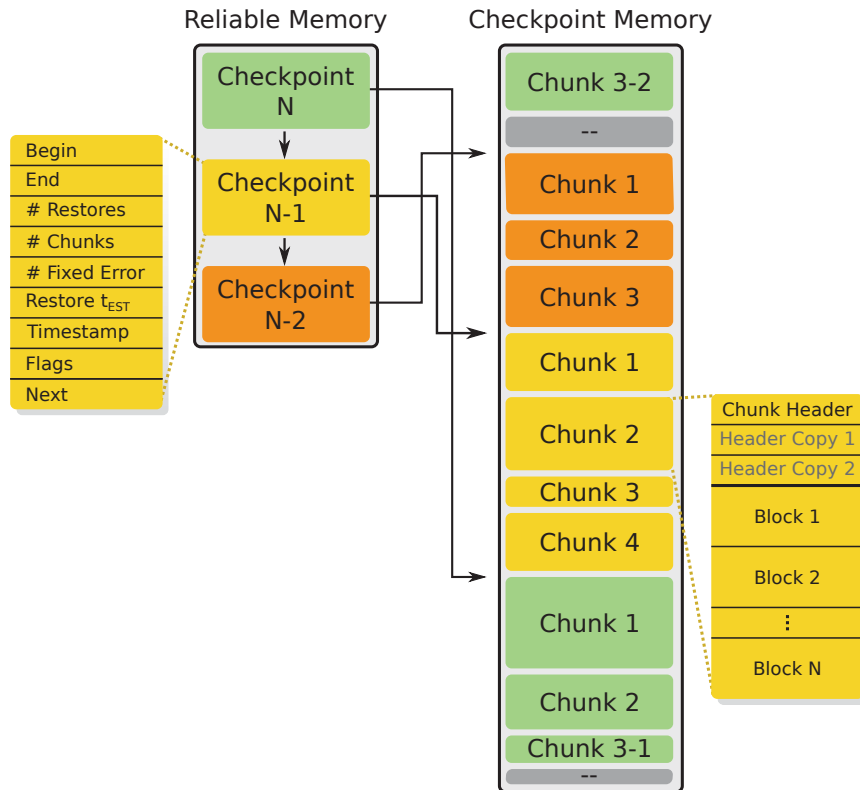 Reliable Memory
Checkpoint
N
Checkpoint
N-1
Checkpoint
N-2
Begin
End
# Restores
# Chunks
# Fixed Error
Restore tEST
Timestamp
Flags
Next
Checkpoint Memory
Chunk 3-2
--
Chunk 1
Chunk 2
Chunk 3
Chunk 1
Chunk 2
Chunk 3
Chunk 4
Chunk 1
Chunk 2
Chunk 3-1
--
Chunk Header
Header Copy 1
Header Copy 2
Block 1
Block 2
⋮
Block N